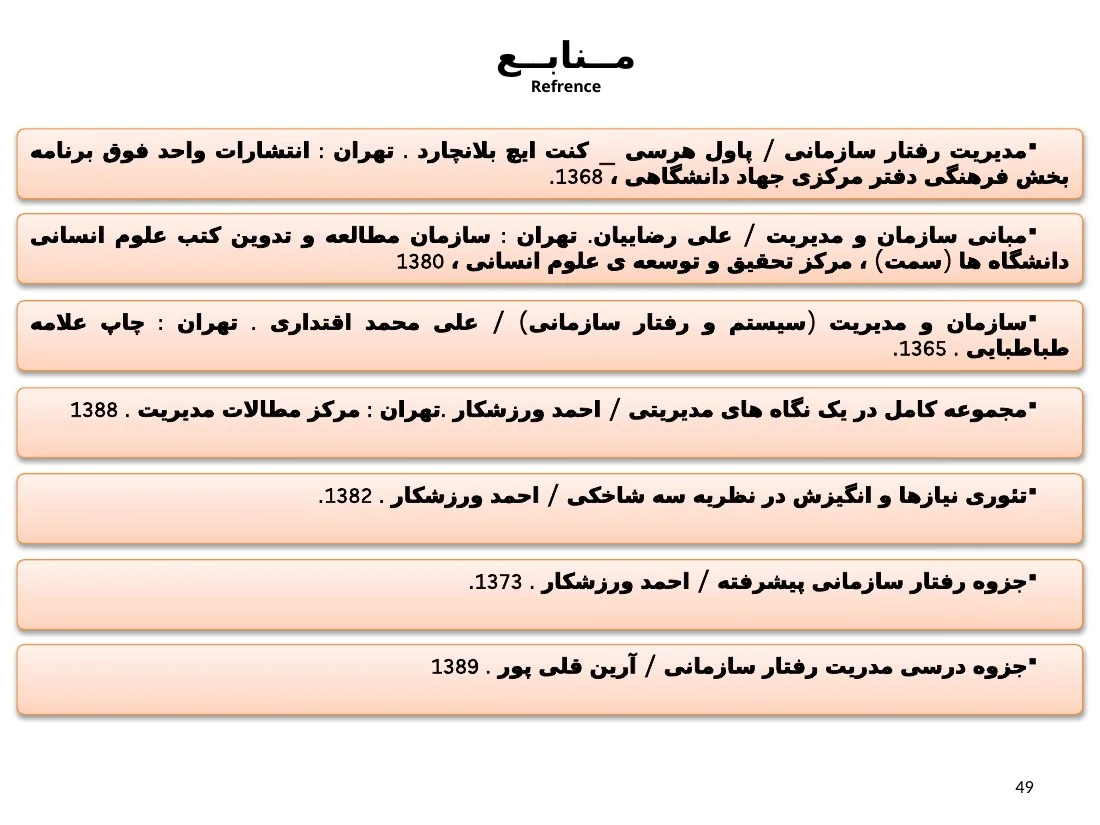 مــنابــع
Refrence
▪مدیریت رفتار سازمانی / پاول هرسی _ کنت ایچ بلانچارد . تهران : انتشارات واحد فوق برنامه
بخش فرهنگی دفتر مرکزی جهاد دانشگاهی ، 1368.
▪مبانی سازمان و مدیریت / علی رضاییان. تهران : سازمان مطالعه و تدوین کتب علوم انسانی
دانشگاه ها (سمت) ، مرکز تحقیق و توسعه ی علوم انسانی ، 1380
▪سازمان و مدیریت (سیستم و رفتار سازمانی) / علی محمد اقتداری . تهران : چاپ علامه
طباطبایی . 1365.
▪مجموعه کامل در یک نگاه های مدیریتی / احمد ورزشکار .تهران : مرکز مطالات مدیریت . 1388
▪تئوری نیازها و انگیزش در نظریه سه شاخکی / احمد ورزشکار . 1382.
▪جزوه رفتار سازمانی پیشرفته / احمد ورزشکار . 1373.
▪جزوه درسی مدریت رفتار سازمانی / آرین قلی پور . 1389
49